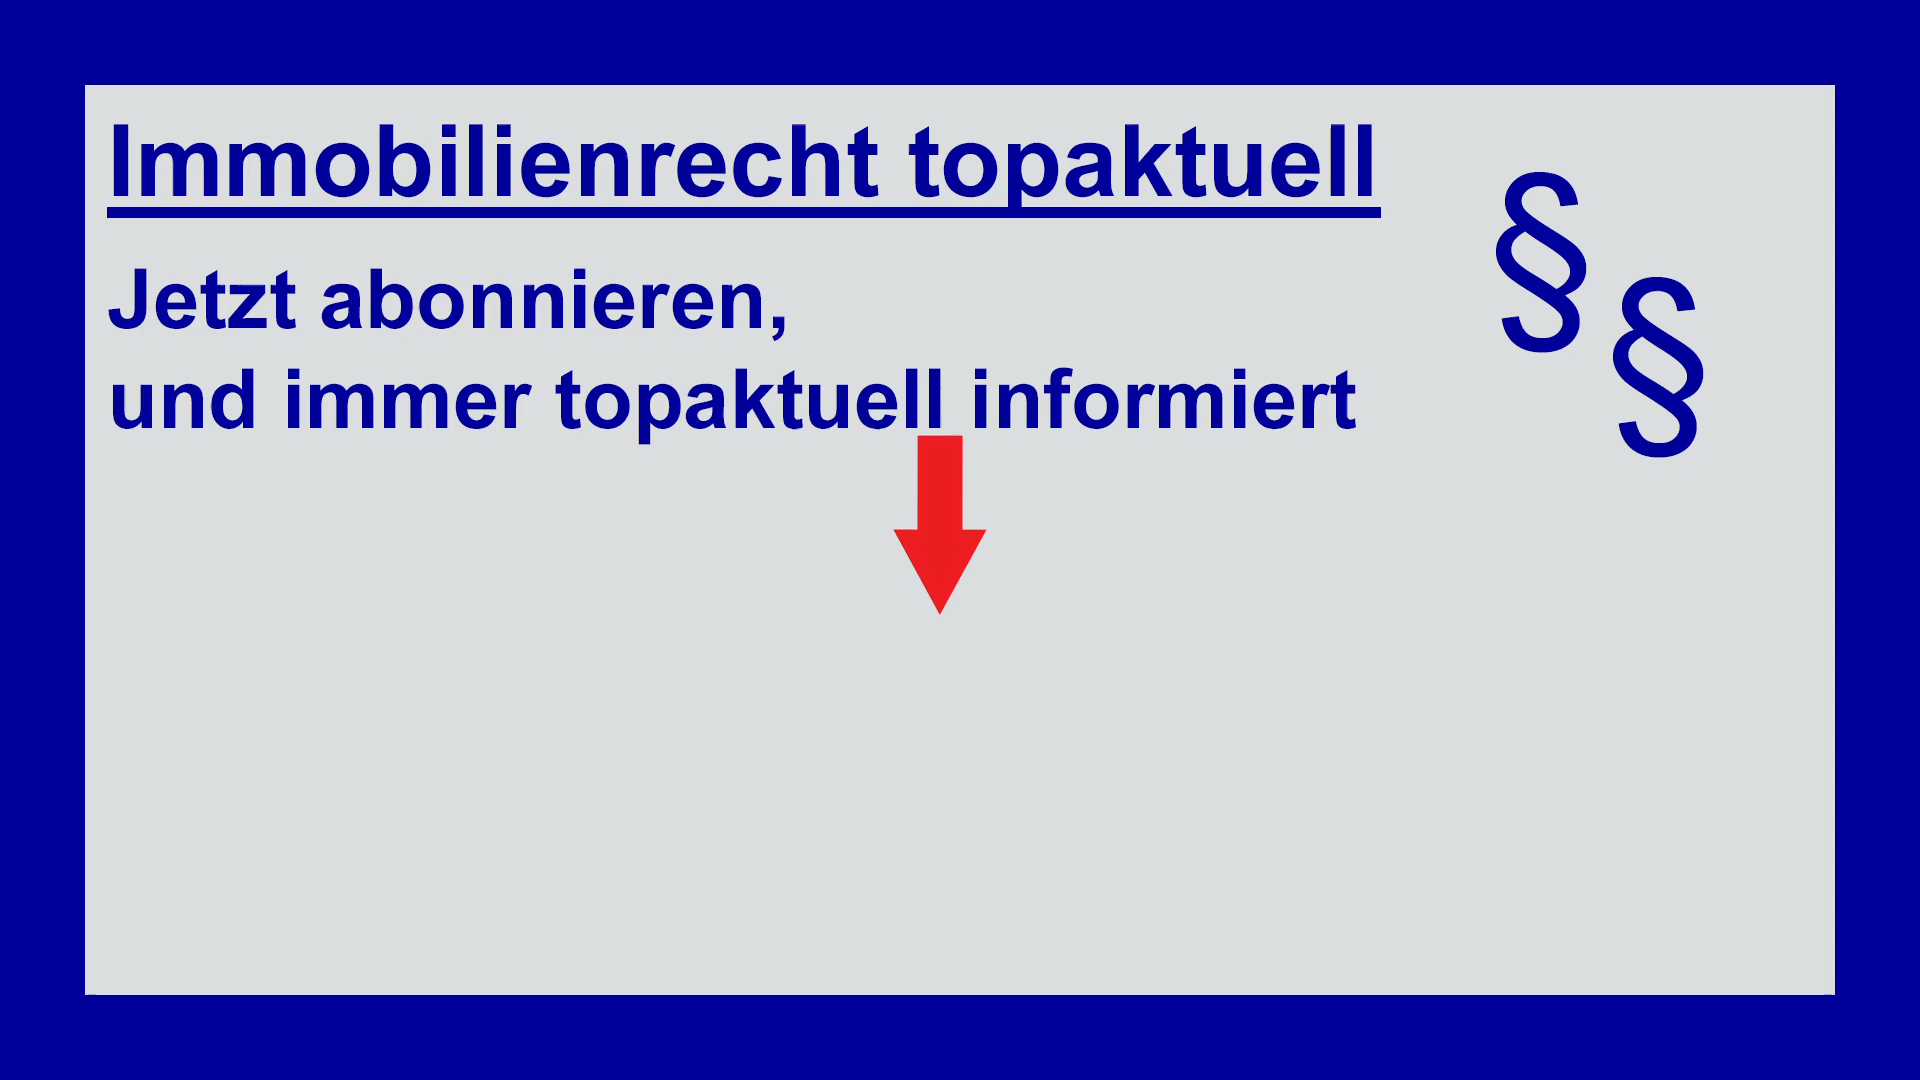 Immobilienrecht topaktuell
§
Jetzt abonnieren,
§
und immer topaktuell informiert